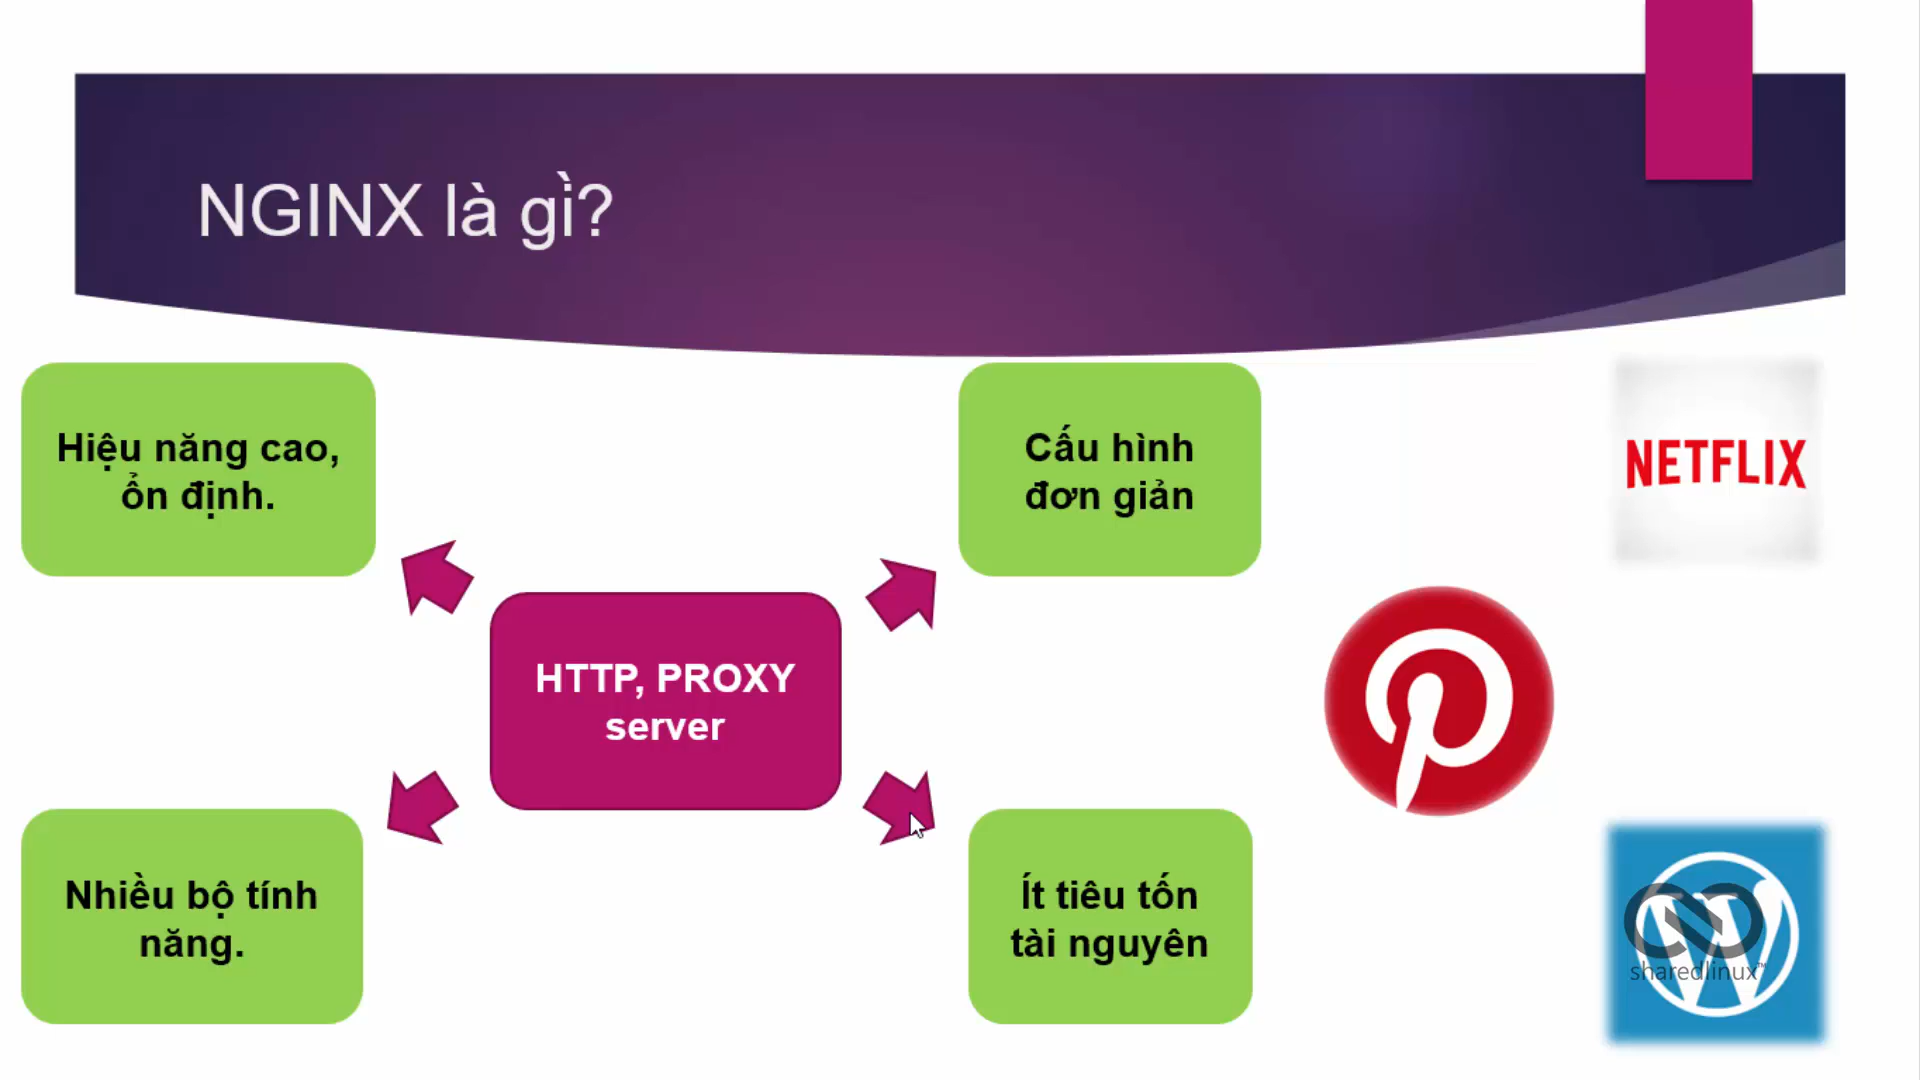 NGINX là gì?
Hiệu năng cao,
ổn định.
Cấu hình
đơn giản
NETFLIX
HTTP, PROXY
server
Nhiều bộ tính
năng.
Ít tiêu tốn
tài nguyên
sharedlinux™